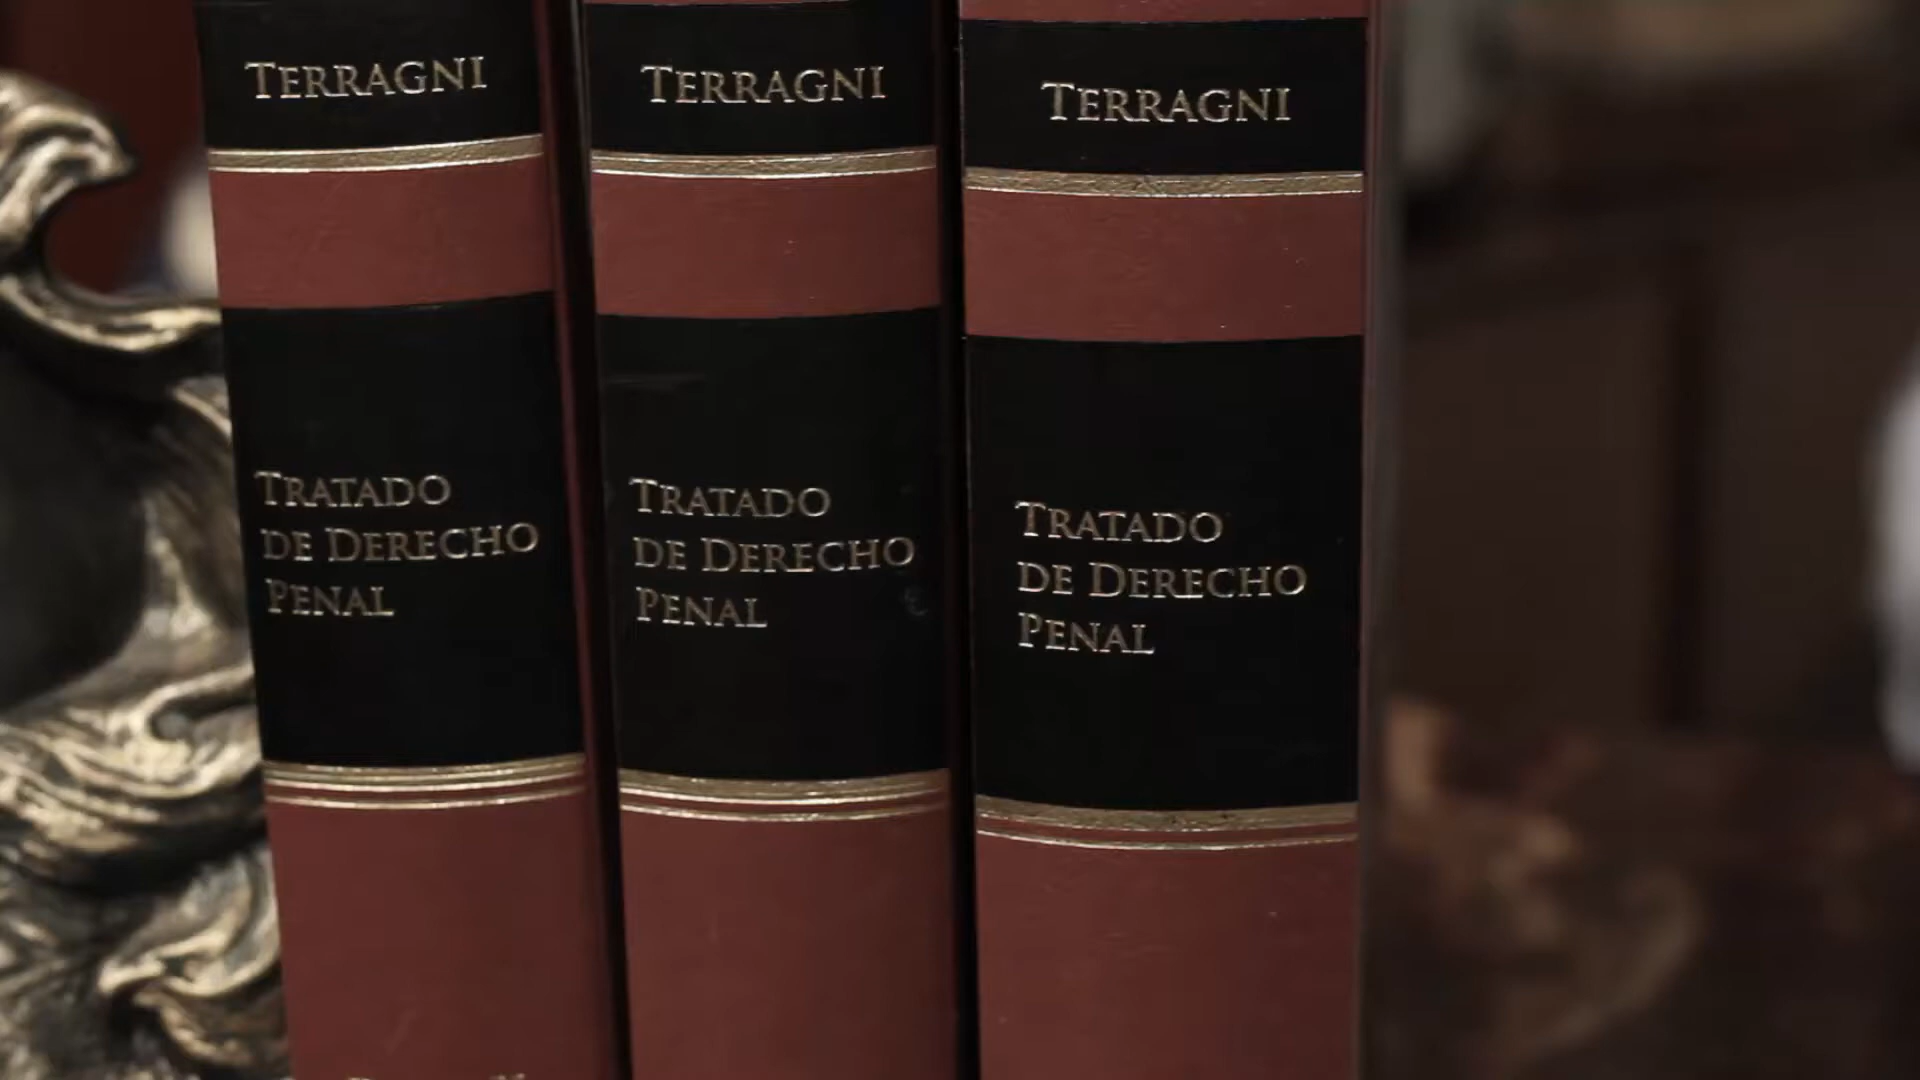 TERRAGNI
TRATADO
DE DERECHO
PENAL
TERRAGNI
TRATADO
DE DERECHO
PENAL
TERRAGNI
TRATADO
DE DERECHO
PENAL